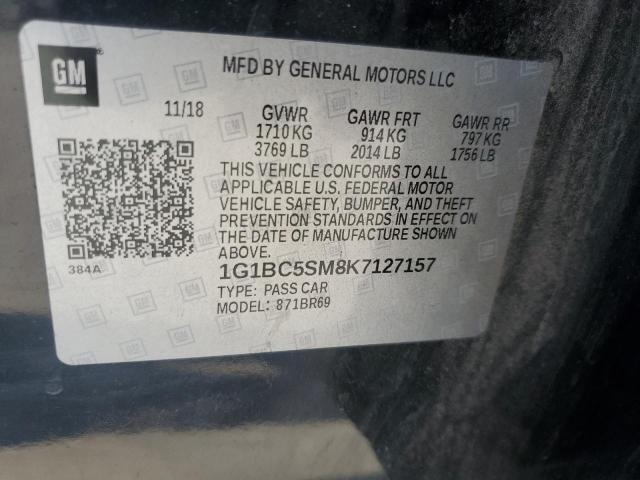 GM
MFD BY GENERAL MOTORS LLC
11/18 GVWR GAWR FRT GAWR RR
1710 KG 914 KG 797 KG
3769 LB 2014 LB 1756 LB
THIS VEHICLE CONFORMS TO ALL
APPLICABLE U.S. FEDERAL MOTOR
VEHICLE SAFETY, BUMPER, AND THEFT
PREVENTION STANDARDS IN EFFECT ON
THE DATE OF MANUFACTURE SHOWN
ABOVE.
384A
1G1BC5SM8K7127157
TYPE: PASS CAR
MODEL: 871BR69